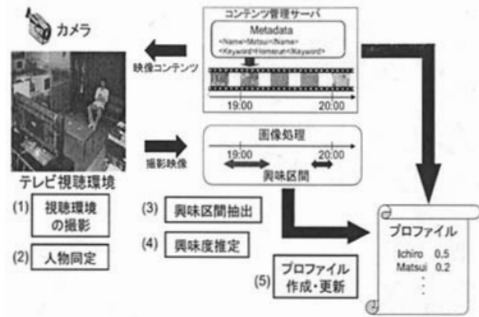 カメラ
コンテンツ管理サーバ
Metadata
<Name>Matsui</Name>
<Keyword>Homerun</Keyword>
映像コンテンツ
19:00 20:00
撮影映像
画像処理
19:00 20:00
興味区間
テレビ視聴環境
(1) 視聴環境
の撮影
(2) 人物同定
(3) 興味区間抽出
(4) 興味度推定
(5) プロファイル
作成・更新
プロファイル
Ichiro 0.5
Matsui 0.2